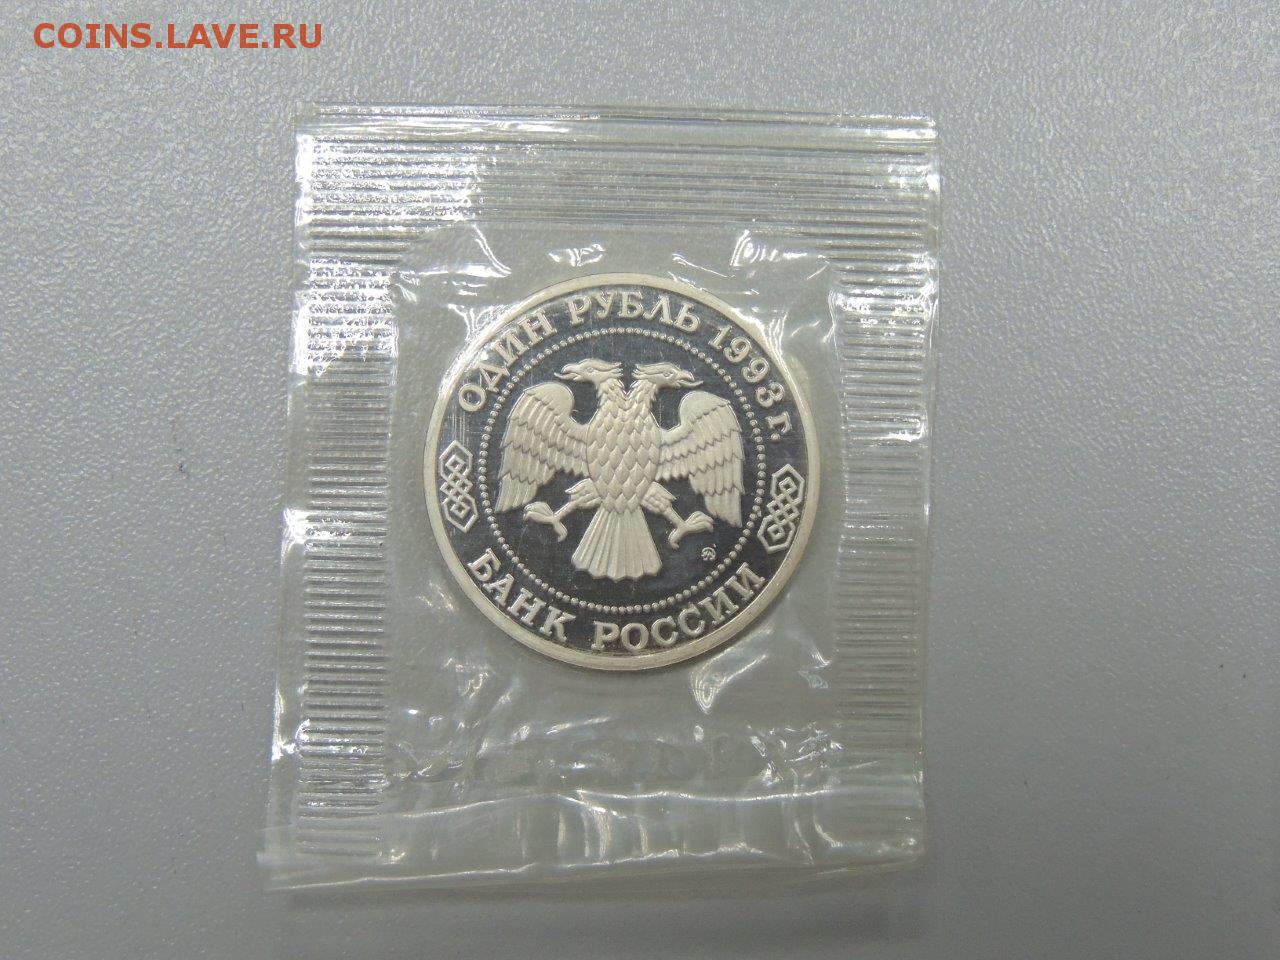 COINS.LAVE.RU
ОДИН РУБЛЬ 1993 г.
БАНК РОССИИ